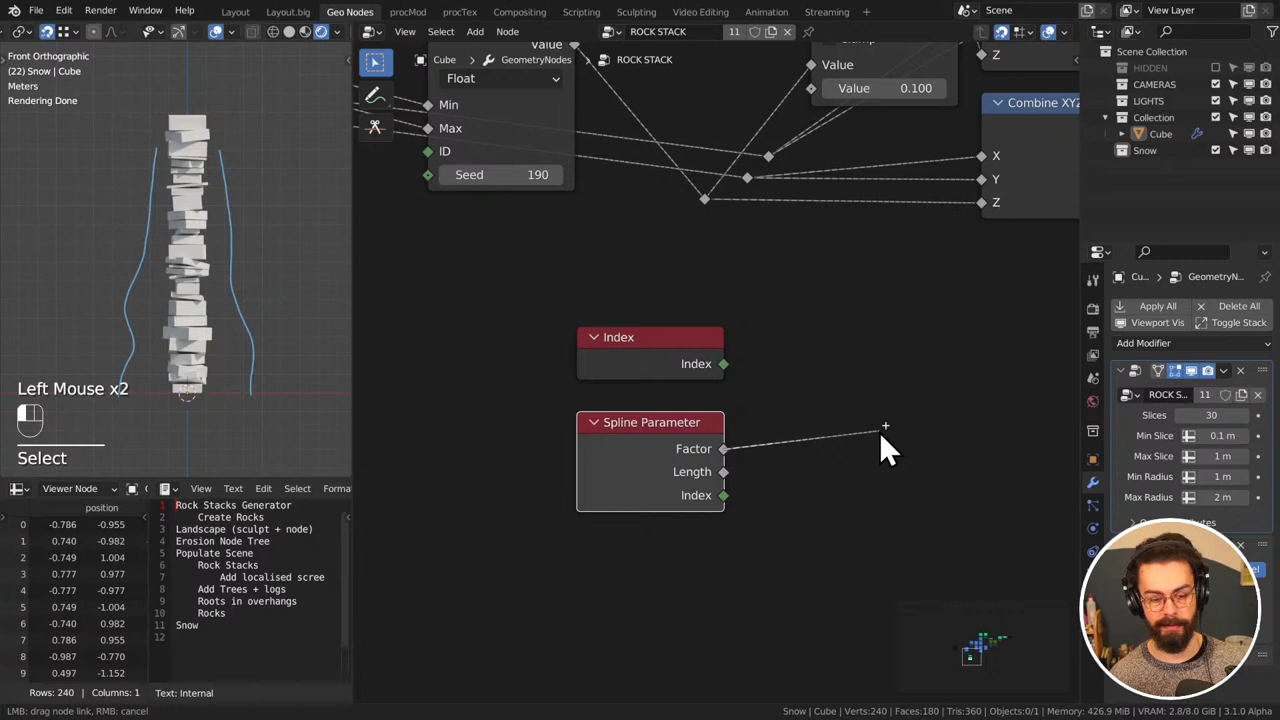 File Edit Render Window Help Layout Layout.big Geo Nodes procMod procTex Compositing Scripting Sculpting Video Editing Animation Streaming + Scene View Layer
View Select Add Node ROCK STACK 11
Front Orthographic
(22) Snow | Cube
Meters
Rendering Done
Cube > GeometryNodes > ROCK STACK
Value
Float
Min
Max
ID
Seed 190
Value
Value 0.100
Z
Combine XYZ
X
Y
Z
Index
Index
Spline Parameter
Factor
Length
Index
Left Mouse x2
Select
Scene Collection
HIDDEN
CAMERAS
LIGHTS
Collection
Cube
Snow
Cu... > GeometryN...
Apply All Delete All
Viewport Vis Toggle Stack
Add Modifier
ROCK S... 11
Slices 30
Min Slice 0.1 m
Max Slice 1 m
Min Radius 1 m
Max Radius 2 m
Viewer Node
position
0 -0.786 -0.955
1 0.740 -0.982
2 -0.749 1.004
3 0.777 0.977
4 -0.777 -0.977
5 0.749 -1.004
6 -0.740 0.982
7 0.786 0.955
8 -0.987 -0.770
9 0.497 -1.152
Rows: 240 | Columns: 1
View Text Edit Select Format
1 Rock Stacks Generator
2 Create Rocks
3 Landscape (sculpt + node)
4 Erosion Node Tree
5 Populate Scene
6 Rock Stacks
7 Add localised scree
8 Add Trees + logs
9 Roots in overhangs
10 Rocks
11 Snow
12
Text: Internal
LMB: drag node link, RMB: cancel
Snow | Cube | Verts:240 | Faces:180 | Tris:360 | Objects:0/1 | Memory: 426.9 MiB | VRAM: 2.8/8.0 GiB | 3.1.0 Alpha